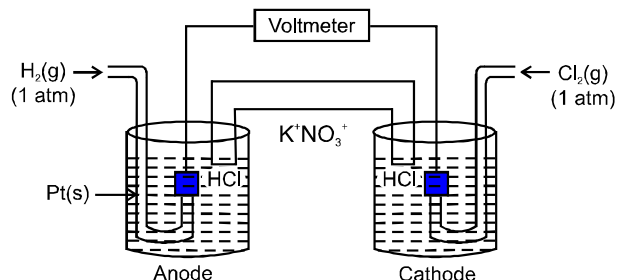 Voltmeter
H₂(g)
(1 atm)
Cl₂(g)
(1 atm)
K⁺NO₃⁺
HCl
HCl
Pt(s)
Anode
Cathode